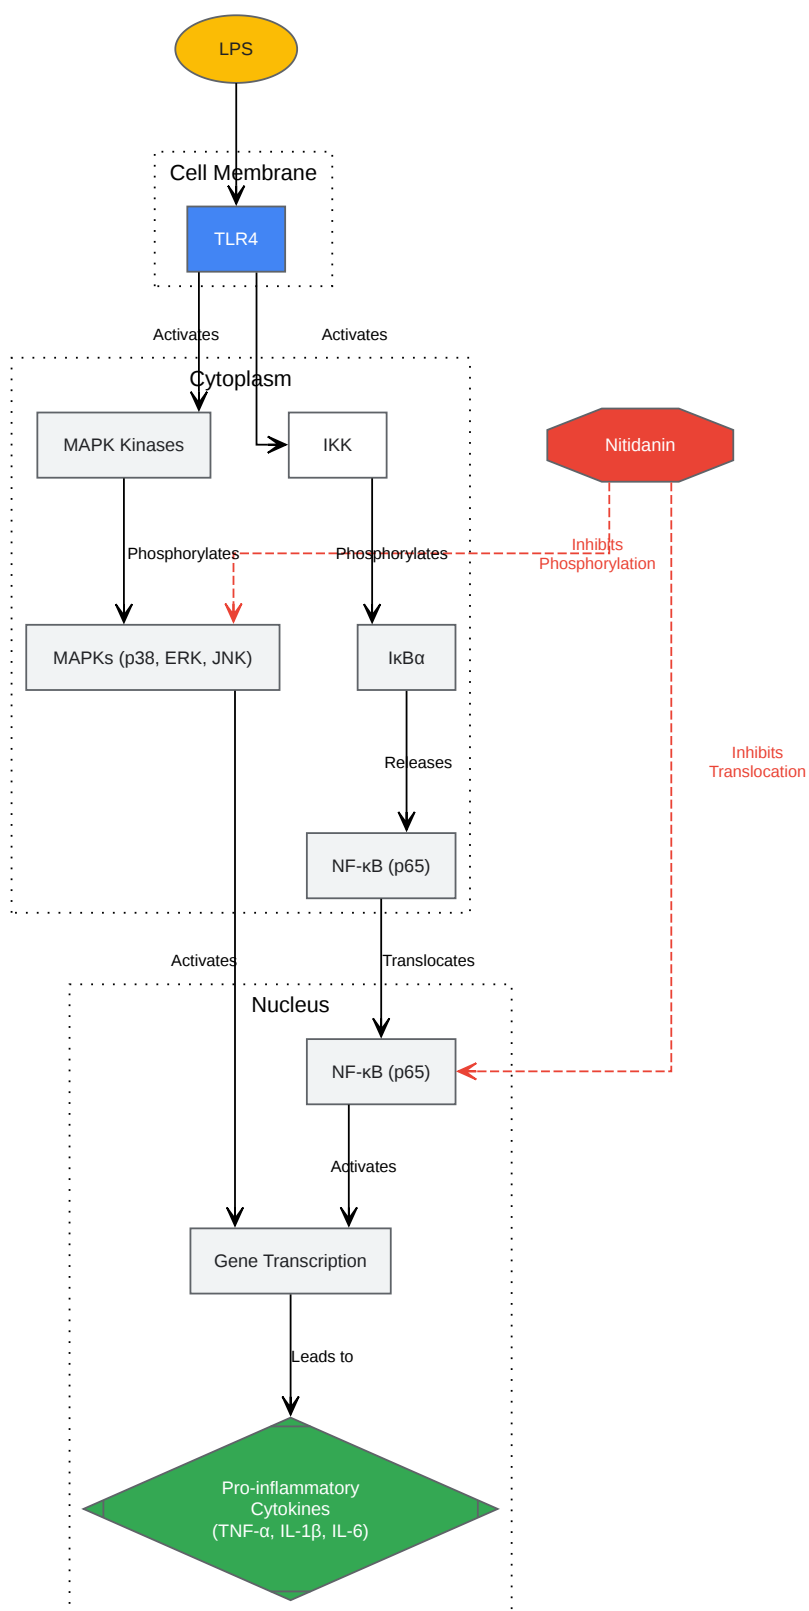 LPS
Cell Membrane
TLR4
Activates
Activates
Cytoplasm
MAPK Kinases
IKK
Nitidanin
Phosphorylates
Phosphorylates
Inhibits
Phosphorylation
MAPKs (p38, ERK, JNK)
IκBα
Releases
Inhibits
Translocation
NF-κB (p65)
Activates
Translocates
Nucleus
NF-κB (p65)
Activates
Gene Transcription
Leads to
Pro-inflammatory
Cytokines
(TNF-α, IL-1β, IL-6)